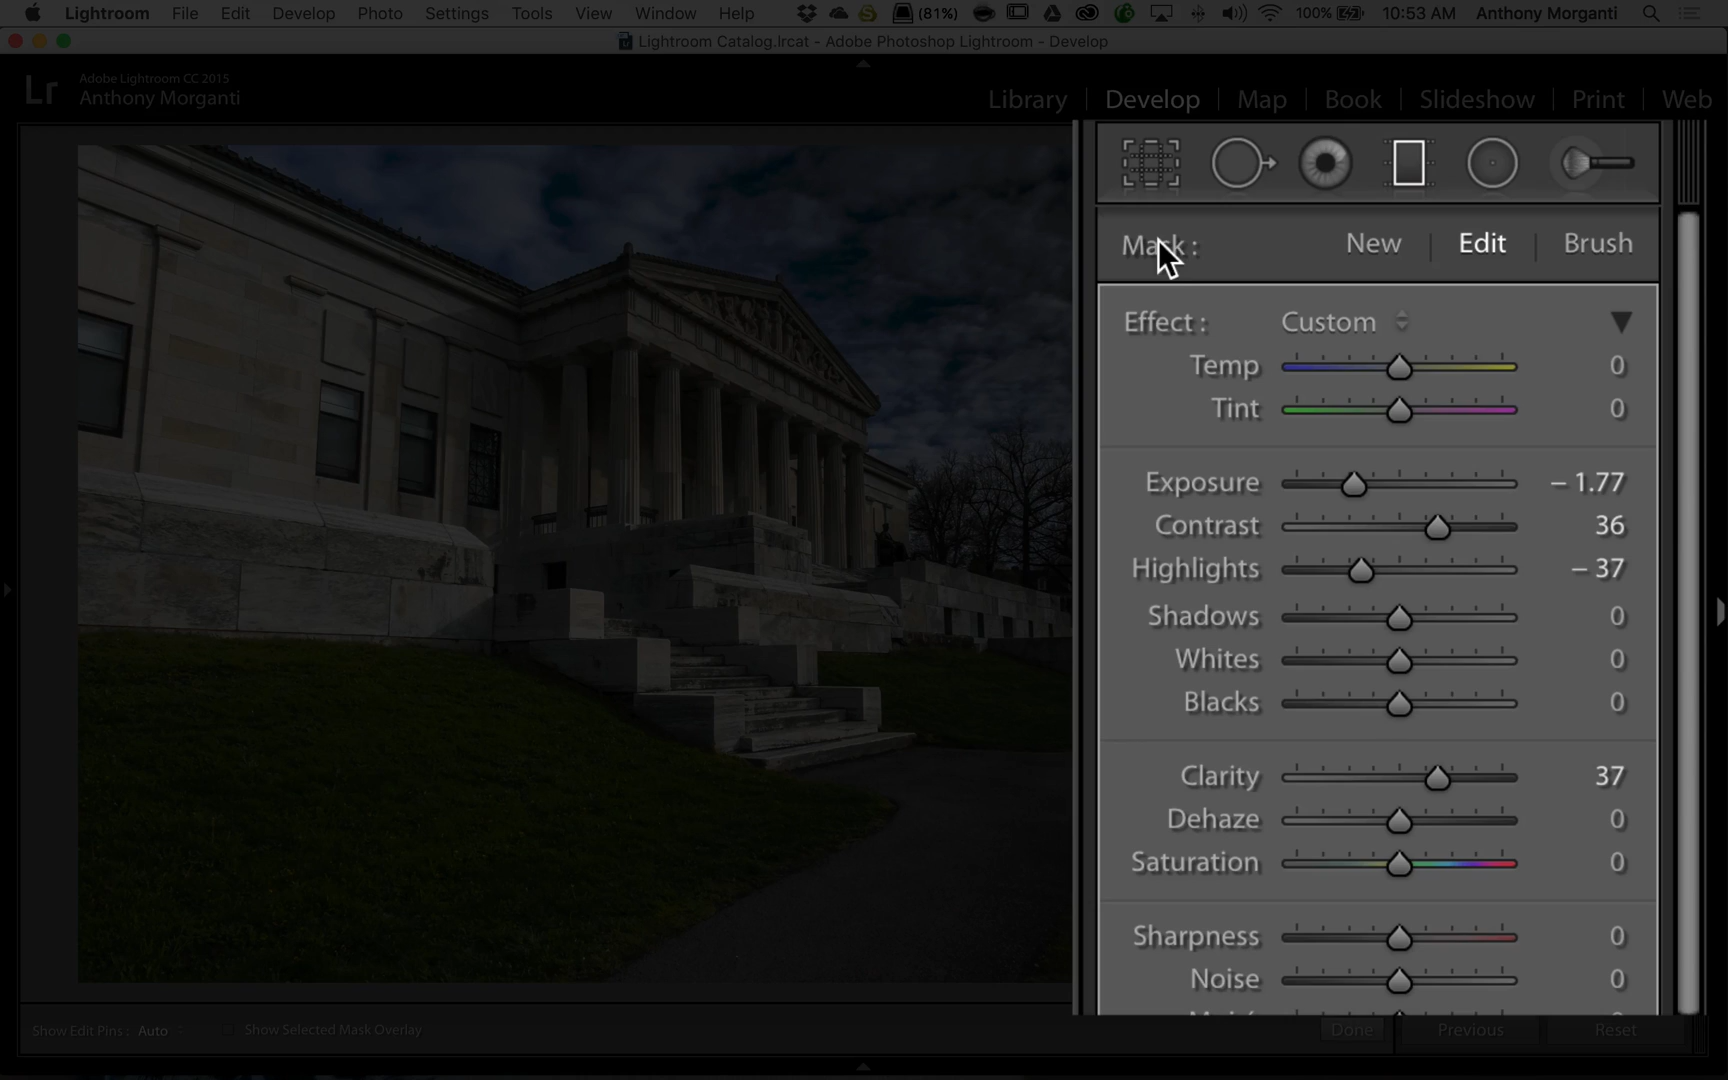 Lightroom File Edit Develop Photo Settings Tools View Window Help (81%) 100% 10:53 AM Anthony Morganti
Lightroom Catalog.lrcat - Adobe Photoshop Lightroom - Develop
Lr
Adobe Lightroom CC 2015
Anthony Morganti
Library Develop Map Book Slideshow Print Web
Mask : New Edit Brush
Effect : Custom
Temp 0
Tint 0
Exposure – 1.77
Contrast 36
Highlights – 37
Shadows 0
Whites 0
Blacks 0
Clarity 37
Dehaze 0
Saturation 0
Sharpness 0
Noise 0
Show Edit Pins : Auto Show Selected Mask Overlay Done Previous Reset